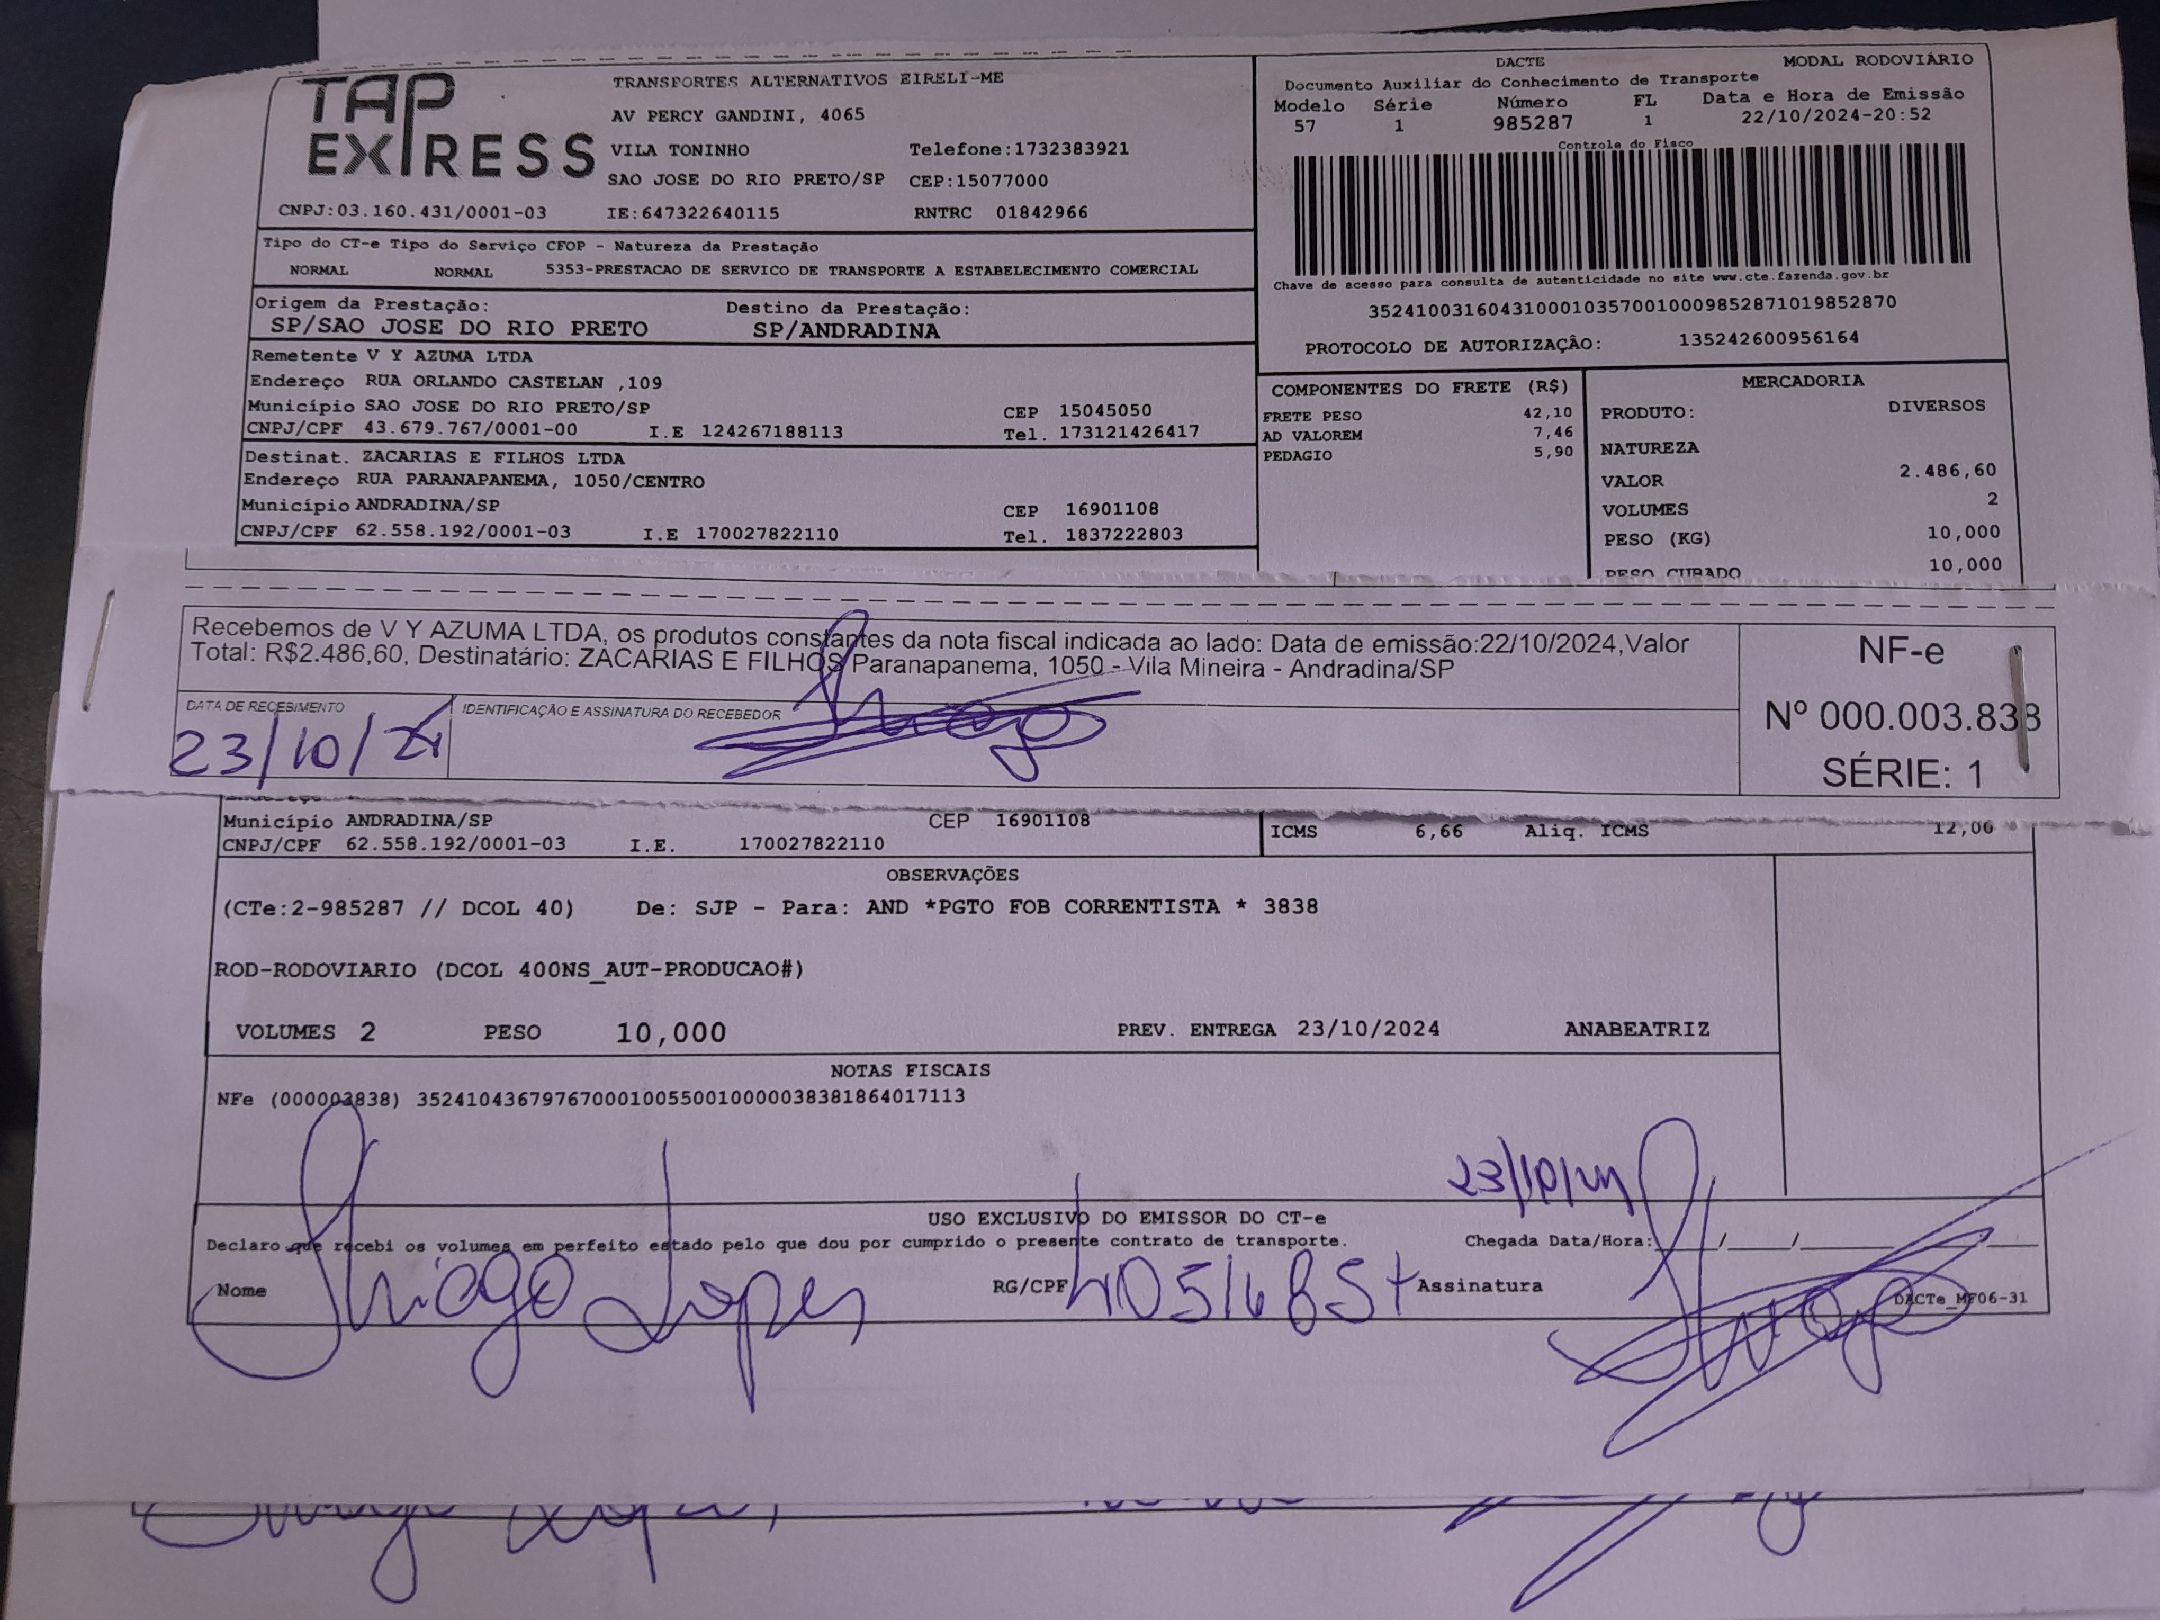 TAP EXPRESS
TRANSPORTES ALTERNATIVOS EIRELI-ME
AV PERCY GANDINI, 4065
VILA TONINHO Telefone:1732383921
SAO JOSE DO RIO PRETO/SP CEP:15077000
CNPJ:03.160.431/0001-03 IE:647322640115 RNTRC 01842966
DACTE MODAL RODOVIÁRIO
Documento Auxiliar do Conhecimento de Transporte
Modelo Série Número FL Data e Hora de Emissão
57 1 985287 1 22/10/2024-20:52
Controle do Fisco
Chave de acesso para consulta de autenticidade no site www.cte.fazenda.gov.br
35241003160431000103570010009852871019852870
PROTOCOLO DE AUTORIZAÇÃO: 135242600956164
Tipo do CT-e Tipo do Serviço CFOP - Natureza da Prestação
NORMAL NORMAL 5353-PRESTACAO DE SERVICO DE TRANSPORTE A ESTABELECIMENTO COMERCIAL
Origem da Prestação: Destino da Prestação:
SP/SAO JOSE DO RIO PRETO SP/ANDRADINA
Remetente V Y AZUMA LTDA
Endereço RUA ORLANDO CASTELAN ,109
Município SAO JOSE DO RIO PRETO/SP CEP 15045050
CNPJ/CPF 43.679.767/0001-00 I.E 124267188113 Tel. 173121426417
Destinat. ZACARIAS E FILHOS LTDA
Endereço RUA PARANAPANEMA, 1050/CENTRO
Município ANDRADINA/SP CEP 16901108
CNPJ/CPF 62.558.192/0001-03 I.E 170027822110 Tel. 1837222803
COMPONENTES DO FRETE (R$)
FRETE PESO 42,10
AD VALOREM 7,46
PEDAGIO 5,90
MERCADORIA
PRODUTO: DIVERSOS
NATUREZA
VALOR 2.486,60
VOLUMES 2
PESO (KG) 10,000
PESO CUBADO 10,000
Recebemos de V Y AZUMA LTDA, os produtos constantes da nota fiscal indicada ao lado: Data de emissão:22/10/2024,Valor
Total: R$2.486,60, Destinatário: ZACARIAS E FILHOS Paranapanema, 1050 - Vila Mineira - Andradina/SP
DATA DE RECEBIMENTO IDENTIFICAÇÃO E ASSINATURA DO RECEBEDOR
23/10/24 Thiago
NF-e
Nº 000.003.838
SÉRIE: 1
Município ANDRADINA/SP CEP 16901108
CNPJ/CPF 62.558.192/0001-03 I.E. 170027822110
ICMS 6,66 Aliq. ICMS 12,00
OBSERVAÇÕES
(CTe:2-985287 // DCOL 40) De: SJP - Para: AND *PGTO FOB CORRENTISTA * 3838
ROD-RODOVIARIO (DCOL 400NS_AUT-PRODUCAO#)
VOLUMES 2 PESO 10,000 PREV. ENTREGA 23/10/2024 ANABEATRIZ
NOTAS FISCAIS
NFe (000003838) 35241043679767000100550010000038381864017113
23/10/24
USO EXCLUSIVO DO EMISSOR DO CT-e
Declaro que recebi os volumes em perfeito estado pelo que dou por cumprido o presente contrato de transporte. Chegada Data/Hora:___/___/___
Nome Thiago Lopes RG/CPF Assinatura Thiago
DACTe_MF06-31